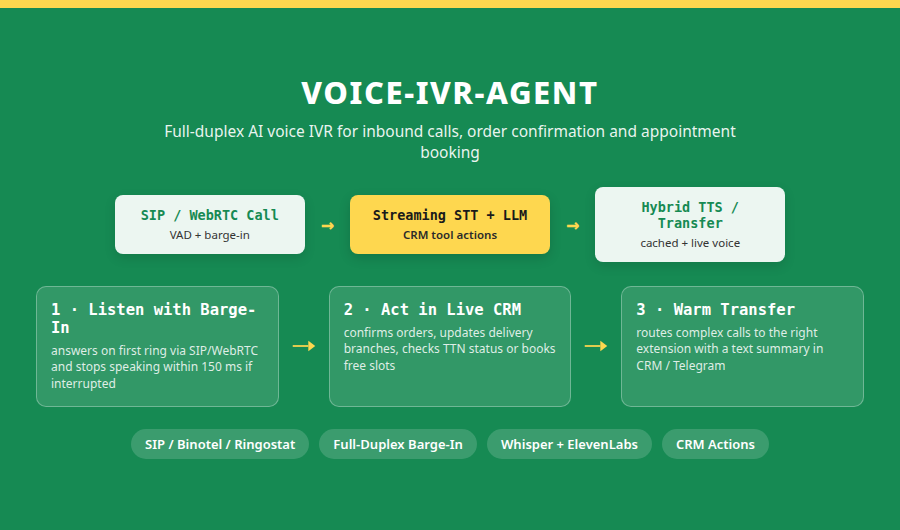 VOICE-IVR-AGENT
Full-duplex AI voice IVR for inbound calls, order confirmation and appointment
booking
SIP / WebRTC Call
VAD + barge-in
→
Streaming STT + LLM
CRM tool actions
→
Hybrid TTS /
Transfer
cached + live voice
1 · Listen with Barge-
In
answers on first ring via SIP/WebRTC
and stops speaking within 150 ms if
interrupted
2 · Act in Live CRM
confirms orders, updates delivery
branches, checks TTN status or books
free slots
3 · Warm Transfer
routes complex calls to the right
extension with a text summary in
CRM / Telegram
SIP / Binotel / Ringostat
Full-Duplex Barge-In
Whisper + ElevenLabs
CRM Actions